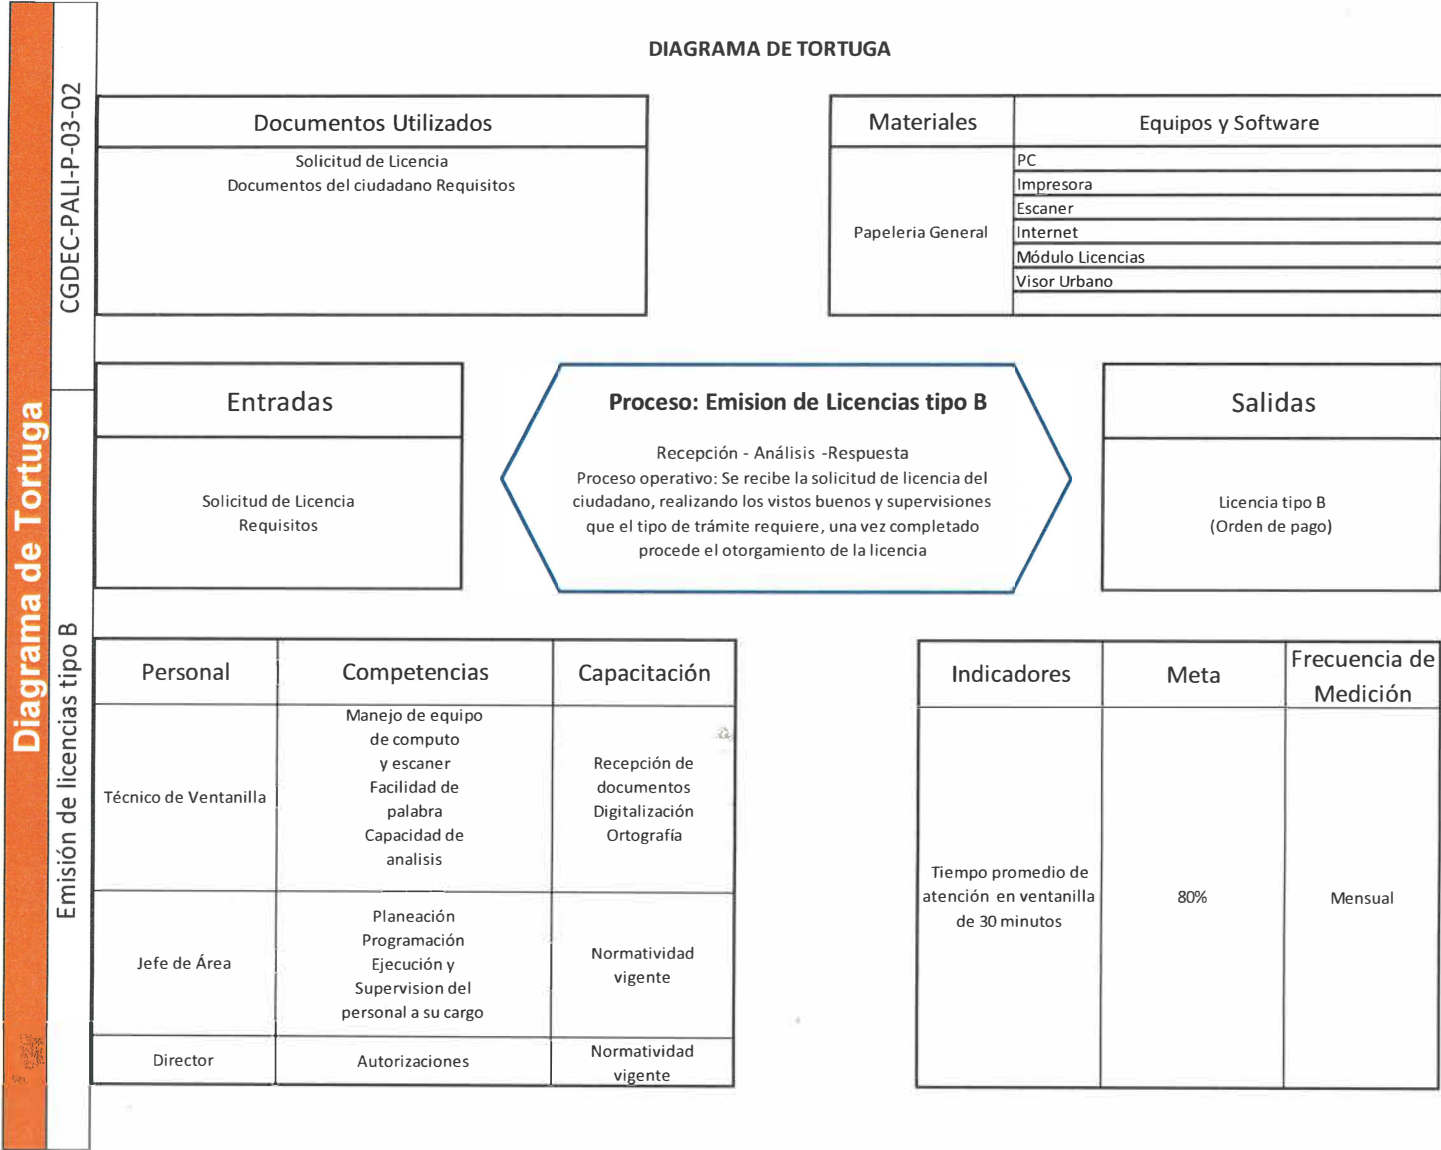 DIAGRAMA DE TORTUGA
Diagrama de Tortuga
CGDEC-PALI-P-03-02
Emisión de licencias tipo B
Documentos Utilizados
Solicitud de Licencia
Documentos del ciudadano Requisitos
Materiales
Equipos y Software
Papeleria General
PC
Impresora
Escaner
Internet
Módulo Licencias
Visor Urbano
Entradas
Solicitud de Licencia
Requisitos
Proceso: Emision de Licencias tipo B
Recepción - Análisis -Respuesta
Proceso operativo: Se recibe la solicitud de licencia del
ciudadano, realizando los vistos buenos y supervisiones
que el tipo de trámite requiere, una vez completado
procede el otorgamiento de la licencia
Salidas
Licencia tipo B
(Orden de pago)
Personal
Competencias
Capacitación
Técnico de Ventanilla
Manejo de equipo
de computo
y escaner
Facilidad de
palabra
Capacidad de
analisis
Recepción de
documentos
Digitalización
Ortografía
Jefe de Área
Planeación
Programación
Ejecución y
Supervision del
personal a su cargo
Normatividad
vigente
Director
Autorizaciones
Normatividad
vigente
Indicadores
Meta
Frecuencia de
Medición
Tiempo promedio de
atención en ventanilla
de 30 minutos
80%
Mensual